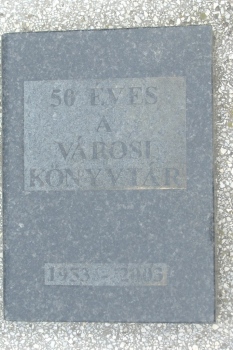 50 ÉVES
A
VÁROSI
KÖNYVTÁR
1953 - 2003